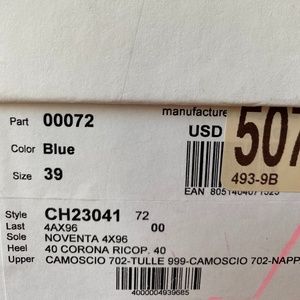 manufacture
Part 00072
USD
507
Color Blue
493-9B
Size 39
EAN
Style CH23041 72
Last 4AX96 00
Sole NOVENTA 4X96
Heel 40 CORONA RICOP. 40
Upper CAMOSCIO 702-TULLE 999-CAMOSCIO 702-NAPP
4000004939665